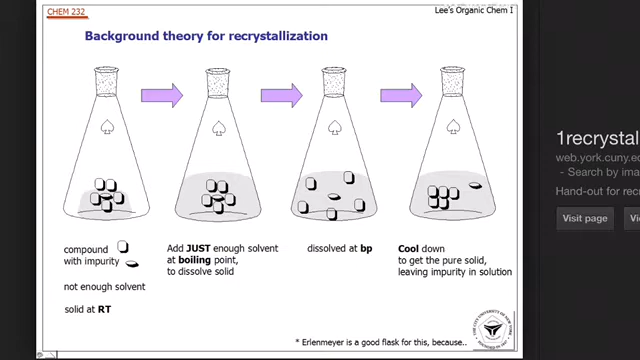 CHEM 232
Lee's Organic Chem I
Background theory for recrystallization
compound
with impurity
not enough solvent
solid at RT
Add JUST enough solvent
at boiling point,
to dissolve solid
dissolved at bp
Cool down
to get the pure solid,
leaving impurity in solution
* Erlenmeyer is a good flask for this, because..
1recrystal
web.york.cuny.ed
- Search by ima
Hand-out for recr
Visit page
Vi